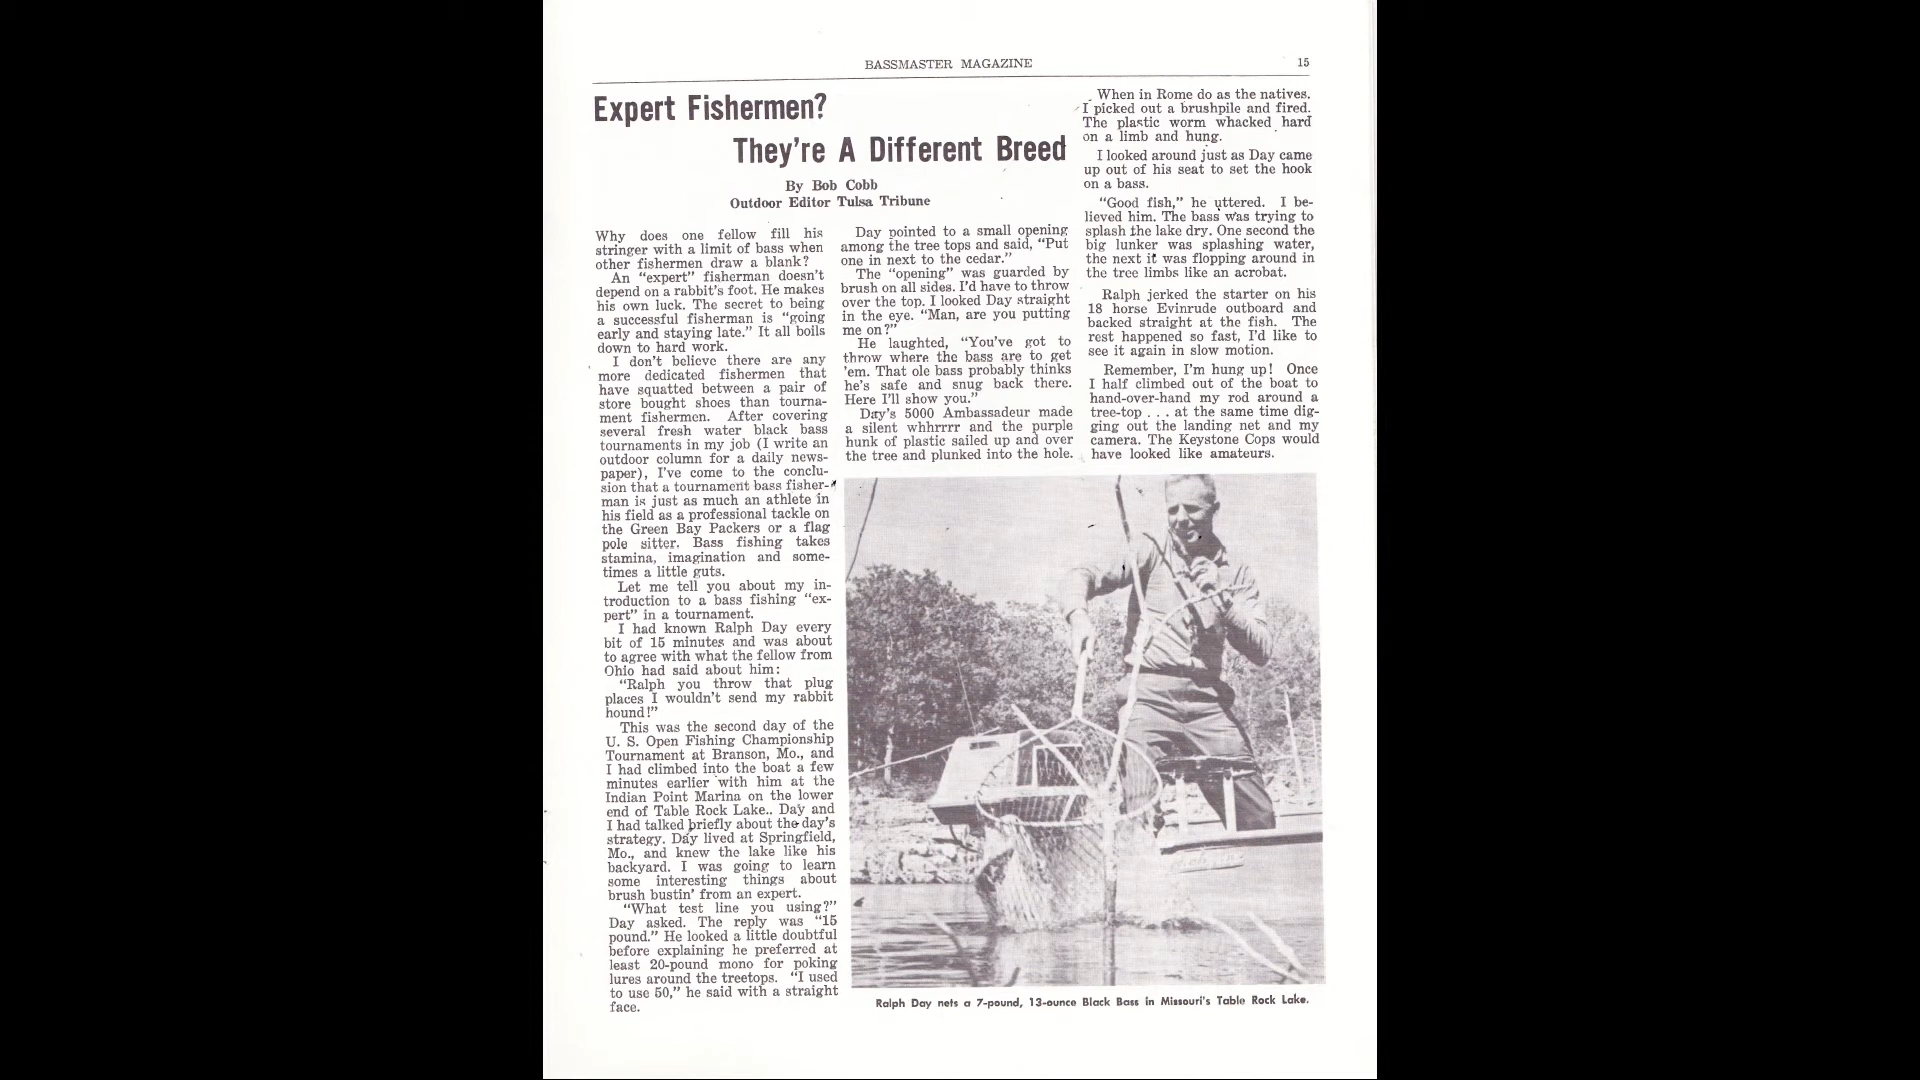 BASSMASTER MAGAZINE
15
Expert Fishermen?
They're A Different Breed
By Bob Cobb
Outdoor Editor Tulsa Tribune
Why does one fellow fill his
stringer with a limit of bass when
other fishermen draw a blank?
An "expert" fisherman doesn't
depend on a rabbit's foot. He makes
his own luck. The secret to being
a successful fisherman is "going
early and staying late." It all boils
down to hard work.
I don't believe there are any
more dedicated fishermen that
have squatted between a pair of
store bought shoes than tourna-
ment fishermen. After covering
several fresh water black bass
tournaments in my job (I write an
outdoor column for a daily news-
paper), I've come to the conclu-
sion that a tournament bass fisher-
man is just as much an athlete in
his field as a professional tackle on
the Green Bay Packers or a flag
pole sitter. Bass fishing takes
stamina, imagination and some-
times a little guts.
Let me tell you about my in-
troduction to a bass fishing "ex-
pert" in a tournament.
I had known Ralph Day every
bit of 15 minutes and was about
to agree with what the fellow from
Ohio had said about him:
"Ralph you throw that plug
places I wouldn't send my rabbit
hound!"
This was the second day of the
U. S. Open Fishing Championship
Tournament at Branson, Mo., and
I had climbed into the boat a few
minutes earlier with him at the
Indian Point Marina on the lower
end of Table Rock Lake.. Day and
I had talked briefly about the day's
strategy. Day lived at Springfield,
Mo., and knew the lake like his
backyard. I was going to learn
some interesting things about
brush bustin' from an expert.
"What test line you using?"
Day asked. The reply was "15
pound." He looked a little doubtful
before explaining he preferred at
least 20-pound mono for poking
lures around the treetops. "I used
to use 50," he said with a straight
face.
Day pointed to a small opening
among the tree tops and said, "Put
one in next to the cedar."
The "opening" was guarded by
brush on all sides. I'd have to throw
over the top. I looked Day straight
in the eye. "Man, are you putting
me on?"
He laughted, "You've got to
throw where the bass are to get
'em. That ole bass probably thinks
he's safe and snug back there.
Here I'll show you."
Day's 5000 Ambassadeur made
a silent whhrrrr and the purple
hunk of plastic sailed up and over
the tree and plunked into the hole.
When in Rome do as the natives.
I picked out a brushpile and fired.
The plastic worm whacked hard
on a limb and hung.
I looked around just as Day came
up out of his seat to set the hook
on a bass.
"Good fish," he uttered. I be-
lieved him. The bass was trying to
splash the lake dry. One second the
big lunker was splashing water,
the next it was flopping around in
the tree limbs like an acrobat.
Ralph jerked the starter on his
18 horse Evinrude outboard and
backed straight at the fish. The
rest happened so fast, I'd like to
see it again in slow motion.
Remember, I'm hung up! Once
I half climbed out of the boat to
hand-over-hand my rod around a
tree-top . . . at the same time dig-
ging out the landing net and my
camera. The Keystone Cops would
have looked like amateurs.
Ralph Day nets a 7-pound, 13-ounce Black Bass in Missouri's Table Rock Lake.